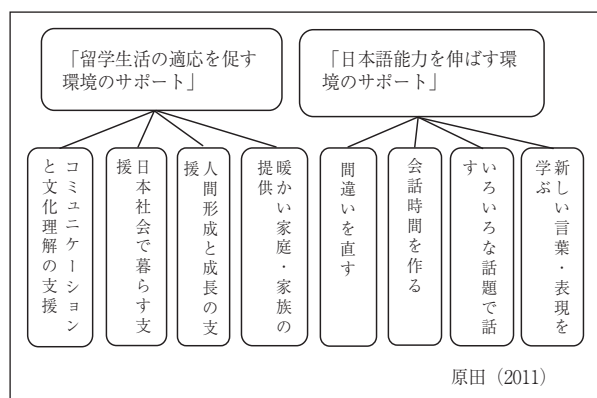 「留学生活の適応を促す
環境のサポート」
「日本語能力を伸ばす環
境のサポート」
コミュニケーション
と文化理解の支援
日本社会で暮らす支
援
人間形成と成長の支
援
暖かい家庭・家族の
提供
間違いを直す
会話時間を作る
いろいろな話題で話
す
新しい言葉・表現を
学ぶ
原田（2011）